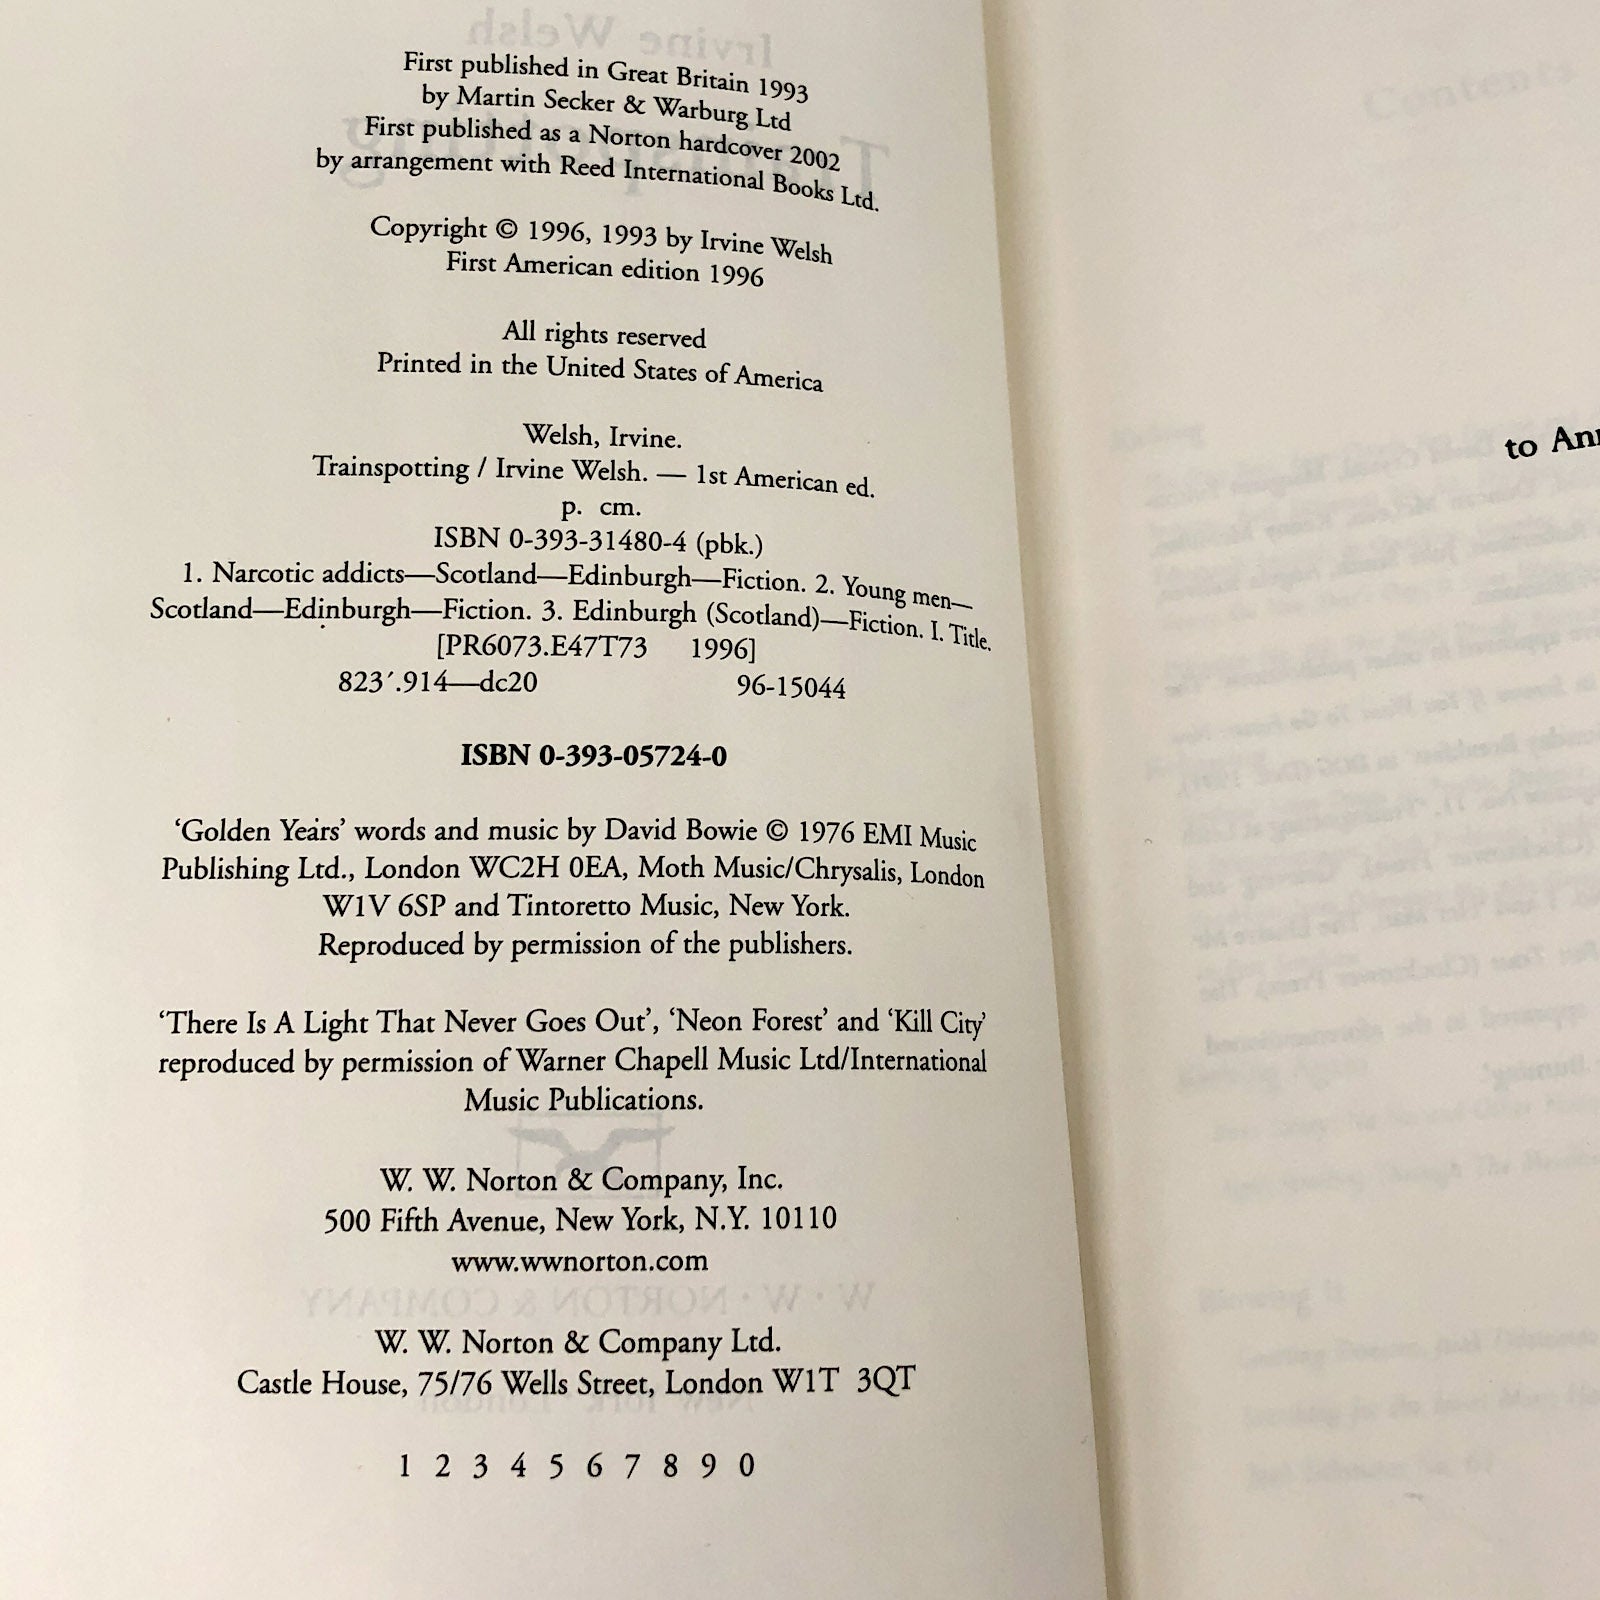 First published in Great Britain 1993
by Martin Secker & Warburg Ltd
First published as a Norton hardcover 2002
by arrangement with Reed International Books Ltd.
Copyright © 1996, 1993 by Irvine Welsh
First American edition 1996
All rights reserved
Printed in the United States of America
Welsh, Irvine.
Trainspotting / Irvine Welsh. — 1st American ed.
p. cm.
ISBN 0-393-31480-4 (pbk.)
1. Narcotic addicts—Scotland—Edinburgh—Fiction. 2. Young men—
Scotland—Edinburgh—Fiction. 3. Edinburgh (Scotland)—Fiction. I. Title.
[PR6073.E47T73 1996]
823′.914—dc20 96-15044
ISBN 0-393-05724-0
‘Golden Years’ words and music by David Bowie © 1976 EMI Music
Publishing Ltd., London WC2H 0EA, Moth Music/Chrysalis, London
W1V 6SP and Tintoretto Music, New York.
Reproduced by permission of the publishers.
‘There Is A Light That Never Goes Out’, ‘Neon Forest’ and ‘Kill City’
reproduced by permission of Warner Chapell Music Ltd/International
Music Publications.
W. W. Norton & Company, Inc.
500 Fifth Avenue, New York, N.Y. 10110
www.wwnorton.com
W. W. Norton & Company Ltd.
Castle House, 75/76 Wells Street, London W1T 3QT
1 2 3 4 5 6 7 8 9 0
to